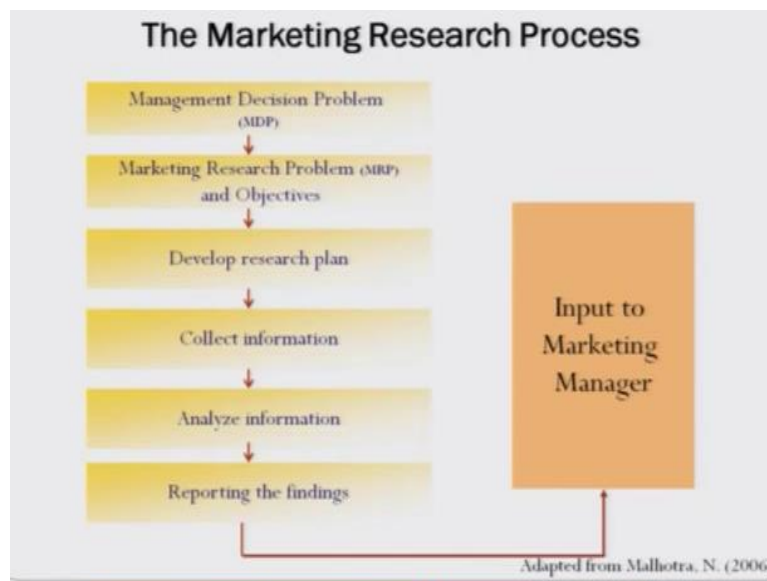 The Marketing Research Process
Management Decision Problem
(MDP)
Marketing Research Problem (MRP)
and Objectives
Develop research plan
Collect information
Analyze information
Reporting the findings
Input to
Marketing
Manager
Adapted from Malhotra, N. (2006